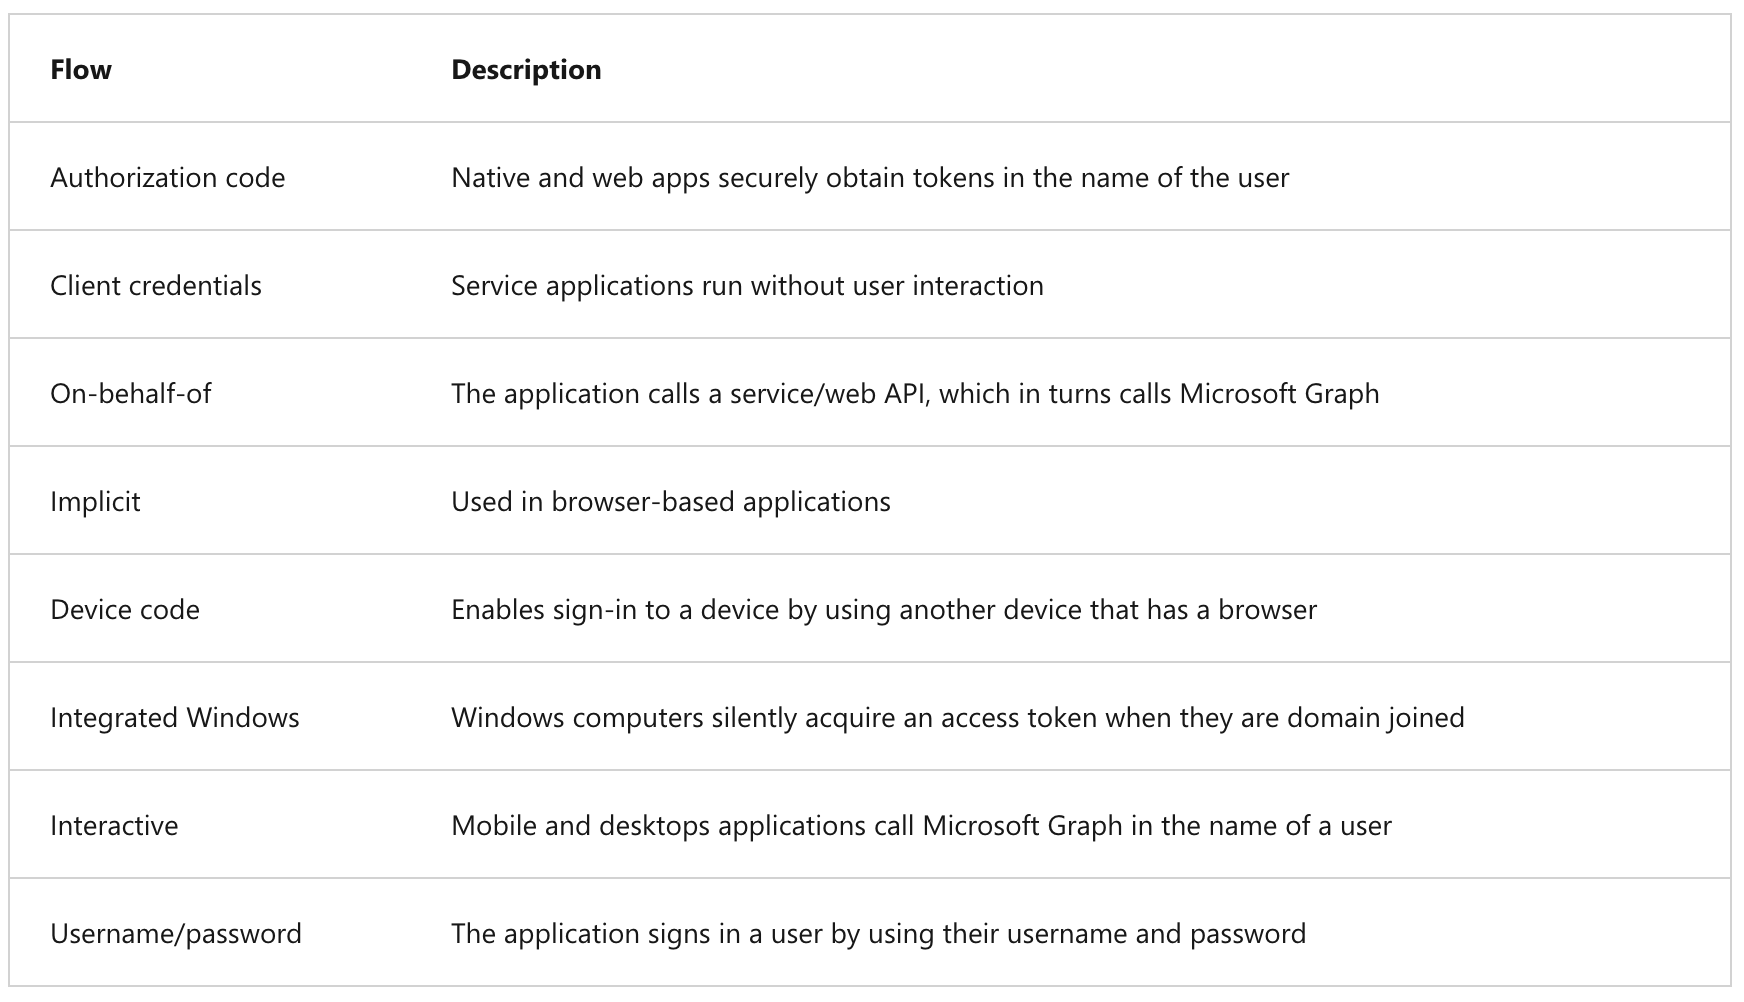 Flow Description
Authorization code Native and web apps securely obtain tokens in the name of the user
Client credentials Service applications run without user interaction
On-behalf-of The application calls a service/web API, which in turns calls Microsoft Graph
Implicit Used in browser-based applications
Device code Enables sign-in to a device by using another device that has a browser
Integrated Windows Windows computers silently acquire an access token when they are domain joined
Interactive Mobile and desktops applications call Microsoft Graph in the name of a user
Username/password The application signs in a user by using their username and password